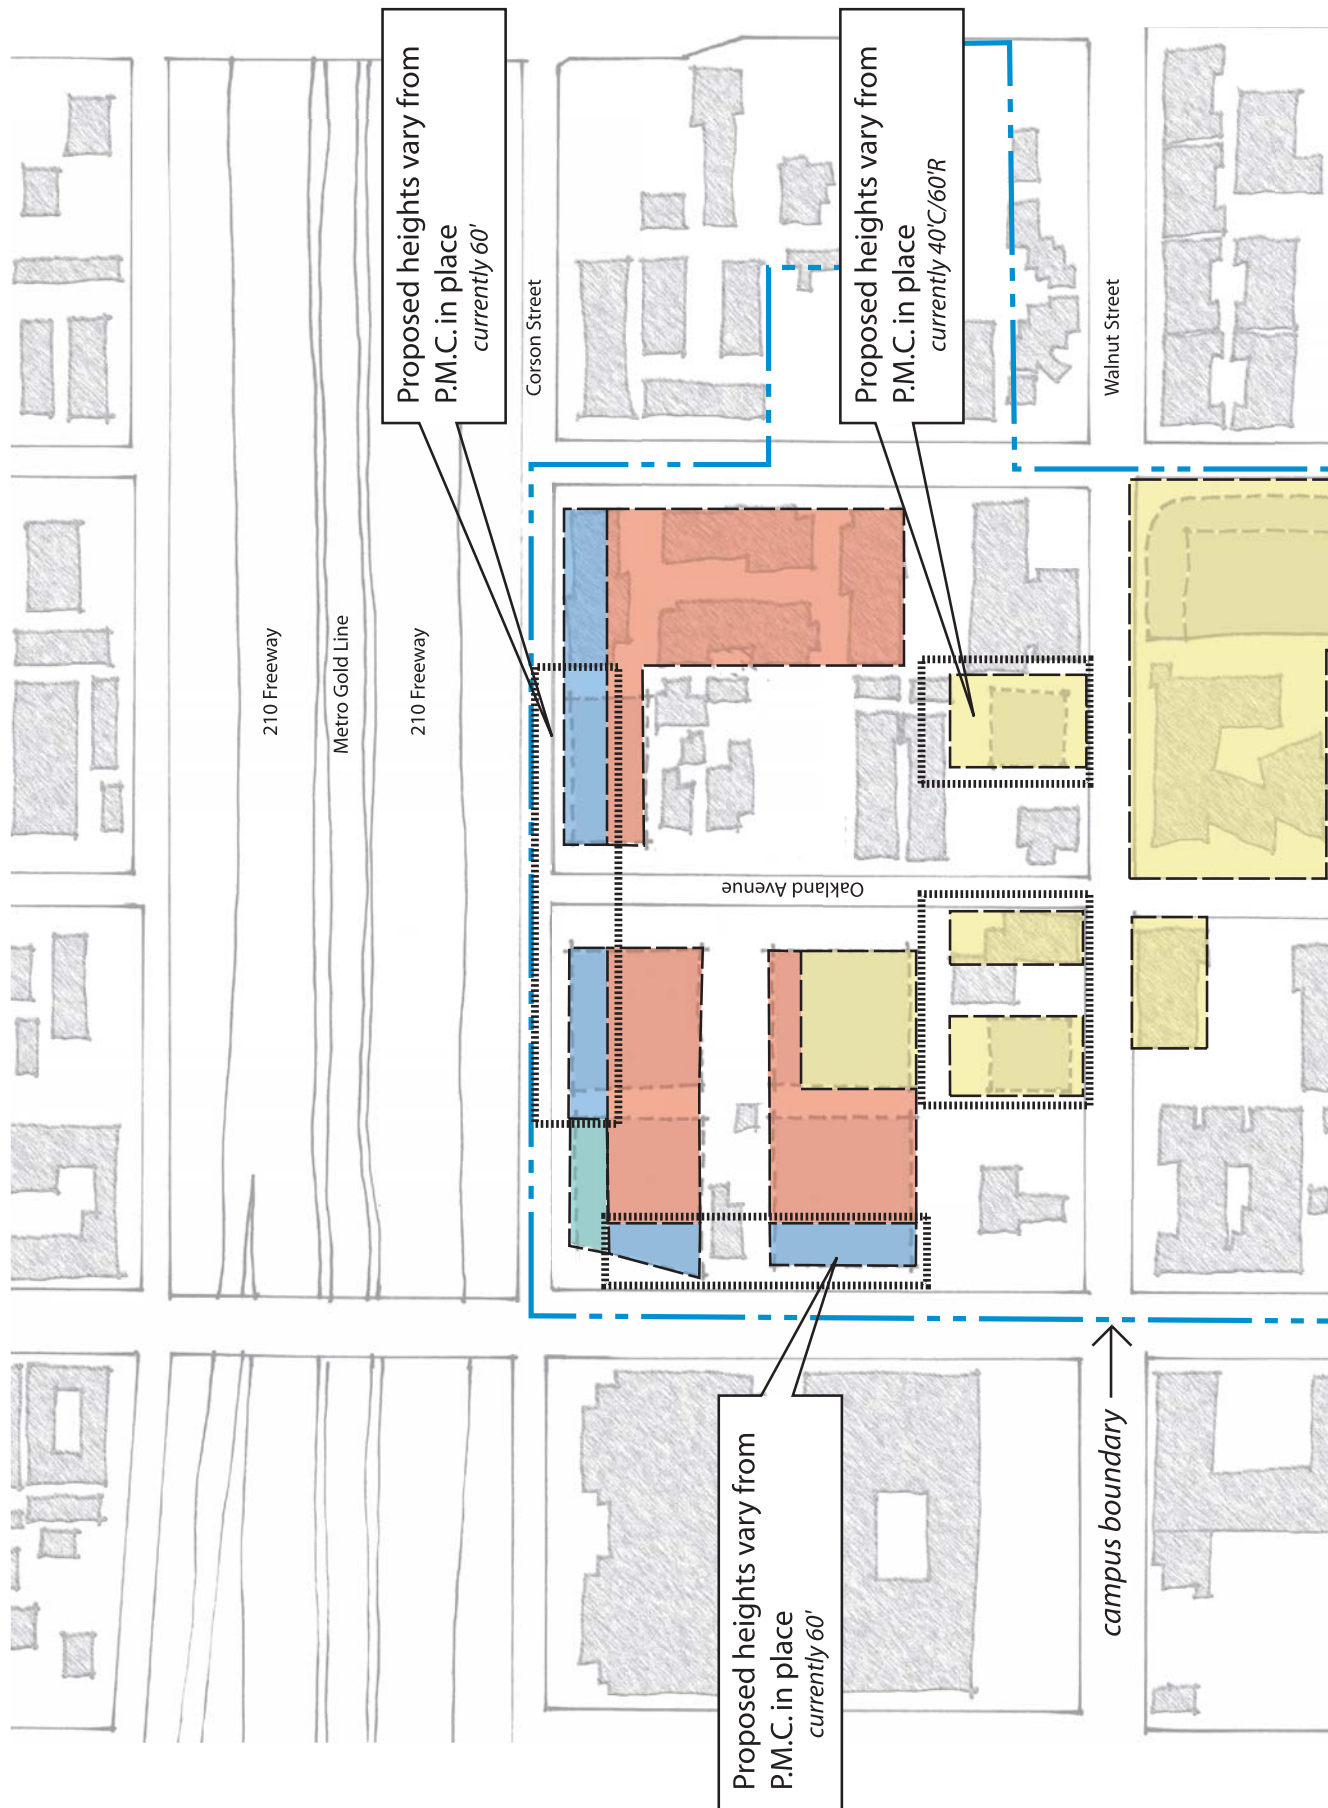 Proposed heights vary from
P.M.C. in place
currently 60'
Proposed heights vary from
P.M.C. in place
currently 40'C/60'R
Corson Street
Walnut Street
210 Freeway
Metro Gold Line
210 Freeway
Oakland Avenue
Proposed heights vary from
P.M.C. in place
currently 60'
campus boundary